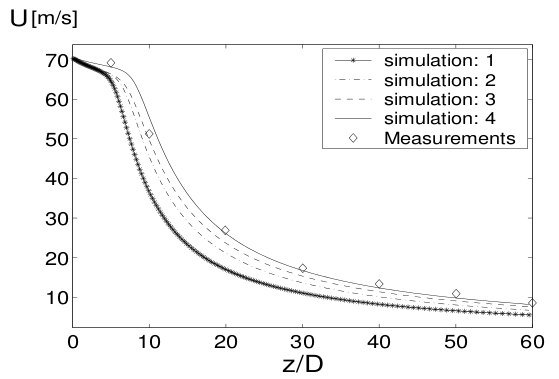 U [m/s]
70
60
50
40
30
20
10
0
10
20
30
40
50
60
z/D
simulation: 1
simulation: 2
simulation: 3
simulation: 4
Measurements